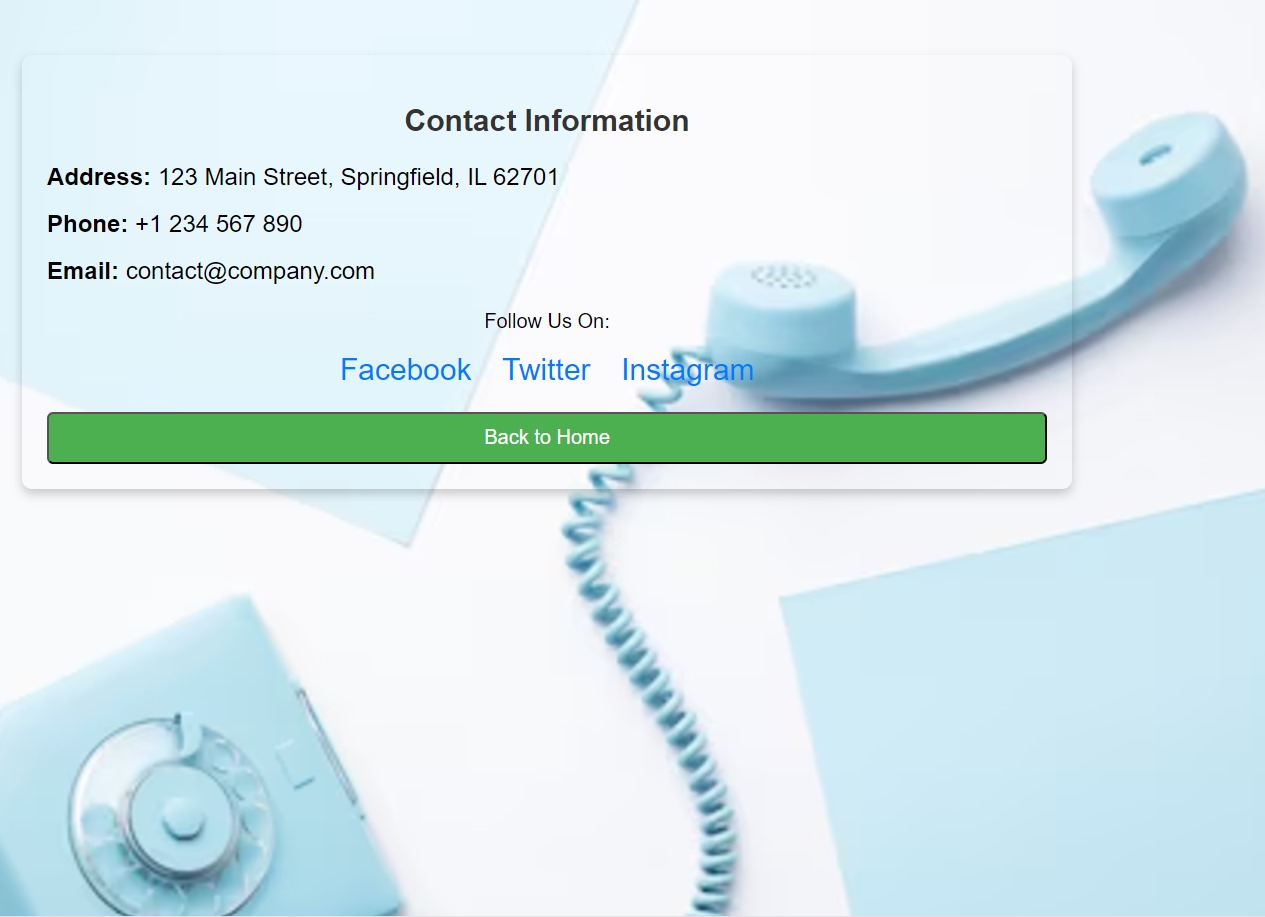 Contact Information
Address: 123 Main Street, Springfield, IL 62701
Phone: +1 234 567 890
Email: contact@company.com
Follow Us On:
Facebook Twitter Instagram
Back to Home